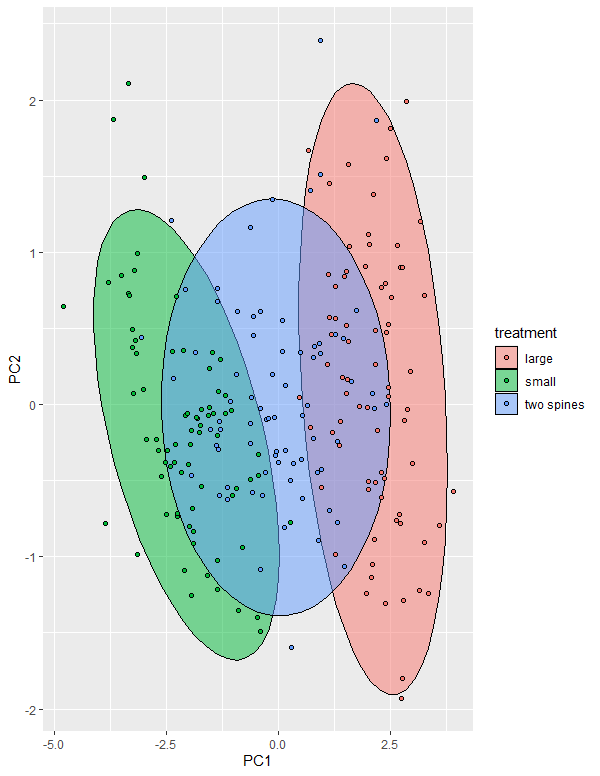 2
1
0
-1
-2
PC2
-5.0 -2.5 0.0 2.5
PC1
treatment
large
small
two spines